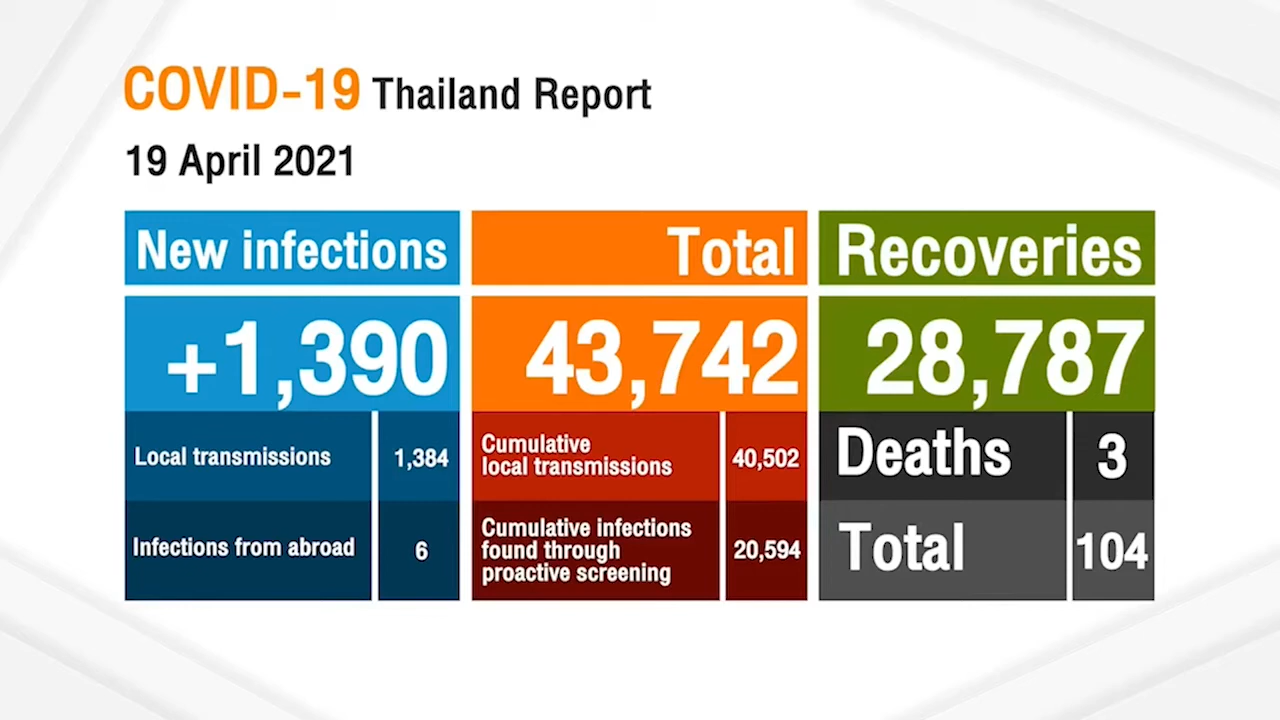 COVID-19 Thailand Report
19 April 2021
New infections
+1,390
Local transmissions 1,384
Infections from abroad 6
Total
43,742
Cumulative
local transmissions 40,502
Cumulative infections
found through
proactive screening 20,594
Recoveries
28,787
Deaths 3
Total 104